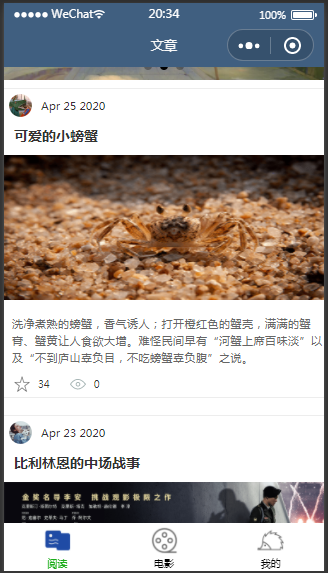 WeChat 20:34 100%
文章
Apr 25 2020
可爱的小螃蟹
洗净煮熟的螃蟹，香气诱人；打开橙红色的蟹壳，满满的蟹
膏、蟹黄让人食欲大增。难怪民间早有“河蟹上席百味淡”以
及“不到庐山辜负目，不吃螃蟹辜负腹”之说。
34 0
Apr 23 2020
比利林恩的中场战事
金奖名导李安 挑战观影极限之作
阅读 电影 我的